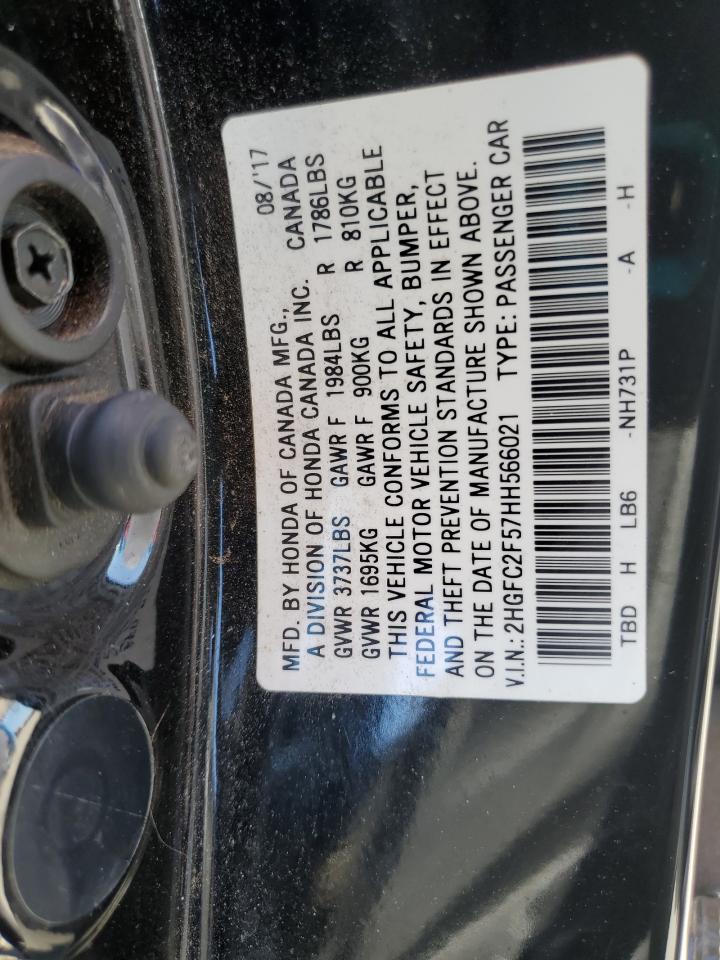 MFD. BY HONDA OF CANADA MFG., 08/'17
A DIVISION OF HONDA CANADA INC. CANADA
GVWR 3737LBS GAWR F 1984LBS R 1786LBS
GVWR 1695KG GAWR F 900KG R 810KG
THIS VEHICLE CONFORMS TO ALL APPLICABLE
FEDERAL MOTOR VEHICLE SAFETY, BUMPER,
AND THEFT PREVENTION STANDARDS IN EFFECT
ON THE DATE OF MANUFACTURE SHOWN ABOVE.
V.I.N.: 2HGFC2F57HH566021 TYPE: PASSENGER CAR
TBD H LB6 -NH731P -A -H